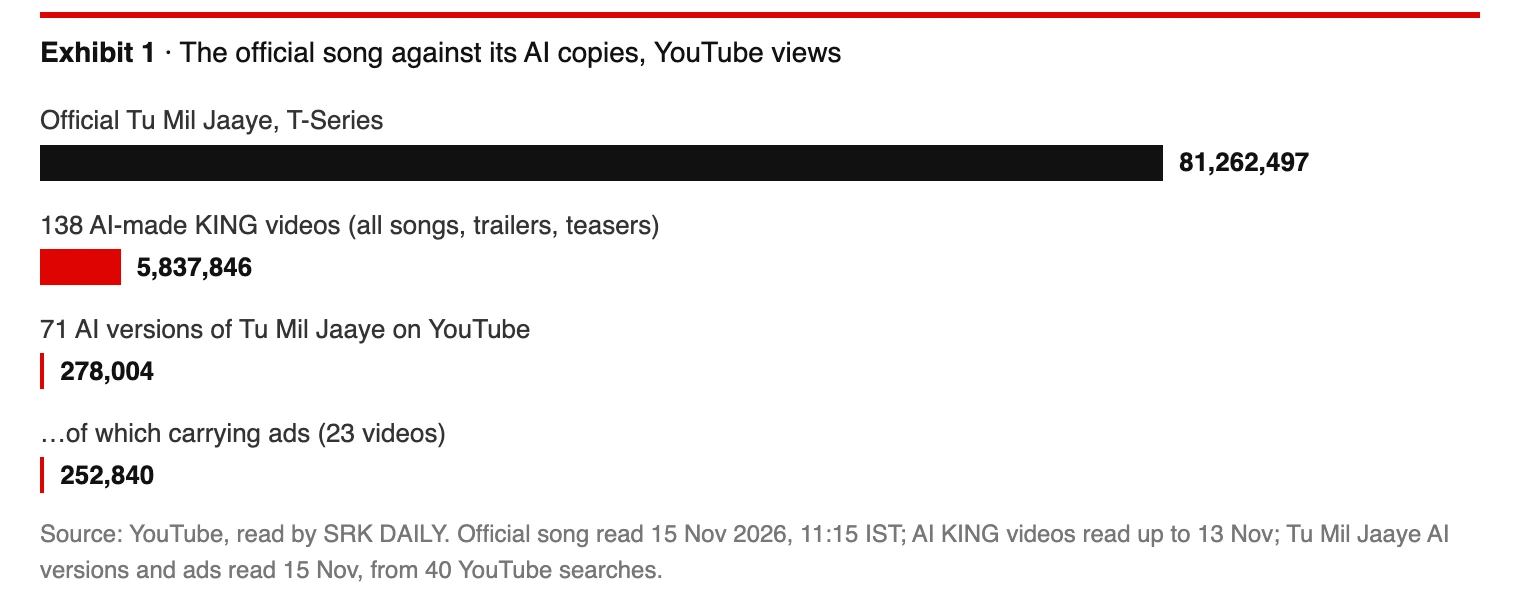 Exhibit 1 · The official song against its AI copies, YouTube views
Official Tu Mil Jaaye, T-Series
81,262,497
138 AI-made KING videos (all songs, trailers, teasers)
5,837,846
71 AI versions of Tu Mil Jaaye on YouTube
278,004
…of which carrying ads (23 videos)
252,840
Source: YouTube, read by SRK DAILY. Official song read 15 Nov 2026, 11:15 IST; AI KING videos read up to 13 Nov; Tu Mil Jaaye AI
versions and ads read 15 Nov, from 40 YouTube searches.